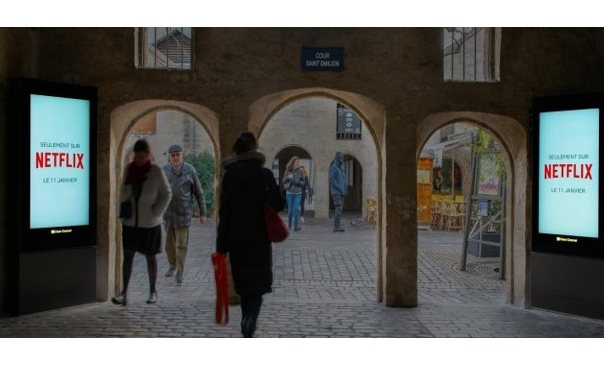 COUR
SAINT EMILION
SEULEMENT SUR
NETFLIX
LE 11 JANVIER
SEULEMENT SUR
NETFLIX
LE 11 JANVIER